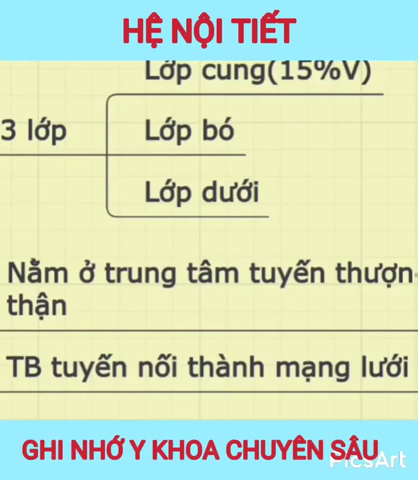 HỆ NỘI TIẾT
Lớp cung(15%V)
3 lớp
Lớp bó
Lớp dưới
Nằm ở trung tâm tuyến thượn
thận
TB tuyến nối thành mạng lưới
GHI NHỚ Y KHOA CHUYÊN SÂU
PicsArt